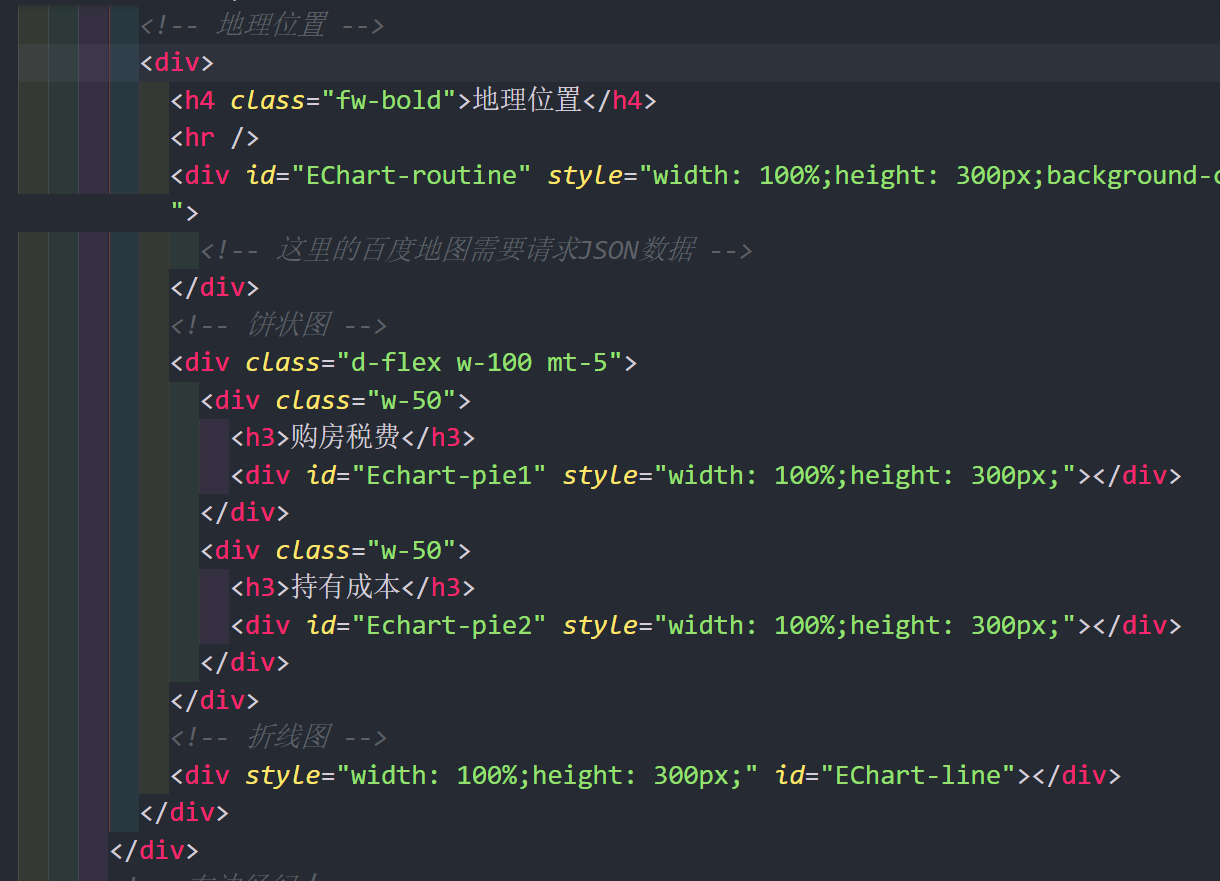 <!-- 地理位置 -->
<div>
<h4 class="fw-bold">地理位置</h4>
<hr />
<div id="EChart-routine" style="width: 100%;height: 300px;background-c
">
<!-- 这里的百度地图需要请求JSON数据 -->
</div>
<!-- 饼状图 -->
<div class="d-flex w-100 mt-5">
<div class="w-50">
<h3>购房税费</h3>
<div id="Echart-pie1" style="width: 100%;height: 300px;"></div>
</div>
<div class="w-50">
<h3>持有成本</h3>
<div id="Echart-pie2" style="width: 100%;height: 300px;"></div>
</div>
</div>
<!-- 折线图 -->
<div style="width: 100%;height: 300px;" id="EChart-line"></div>
</div>
</div>